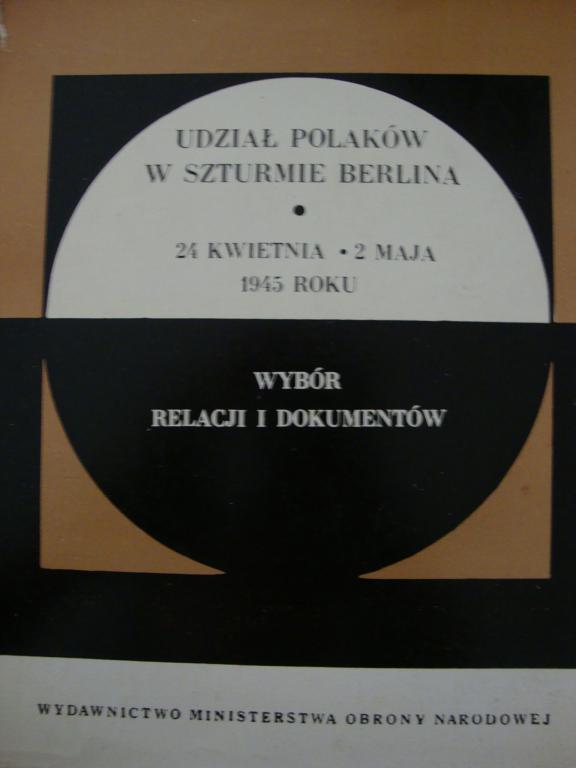 UDZIAŁ POLAKÓW
W SZTURMIE BERLINA
•
24 KWIETNIA • 2 MAJA
1945 ROKU
WYBÓR
RELACJI I DOKUMENTÓW
WYDAWNICTWO MINISTERSTWA OBRONY NARODOWEJ